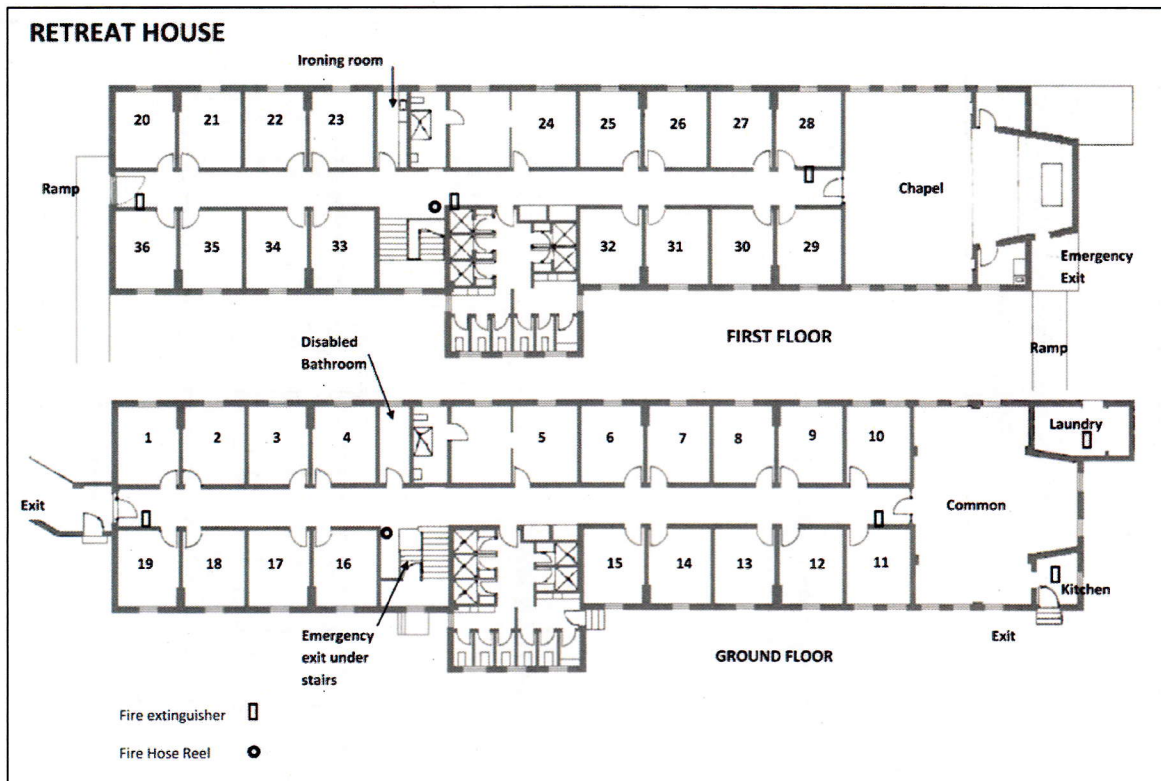 RETREAT HOUSE
Ironing room
20 21 22 23 24 25 26 27 28
Ramp
Chapel
36 35 34 33 32 31 30 29
Emergency
Exit
FIRST FLOOR
Disabled
Bathroom
Ramp
1 2 3 4 5 6 7 8 9 10
Laundry
Exit
Common
19 18 17 16 15 14 13 12 11
Kitchen
Emergency
exit under
stairs
Exit
GROUND FLOOR
Fire extinguisher
Fire Hose Reel